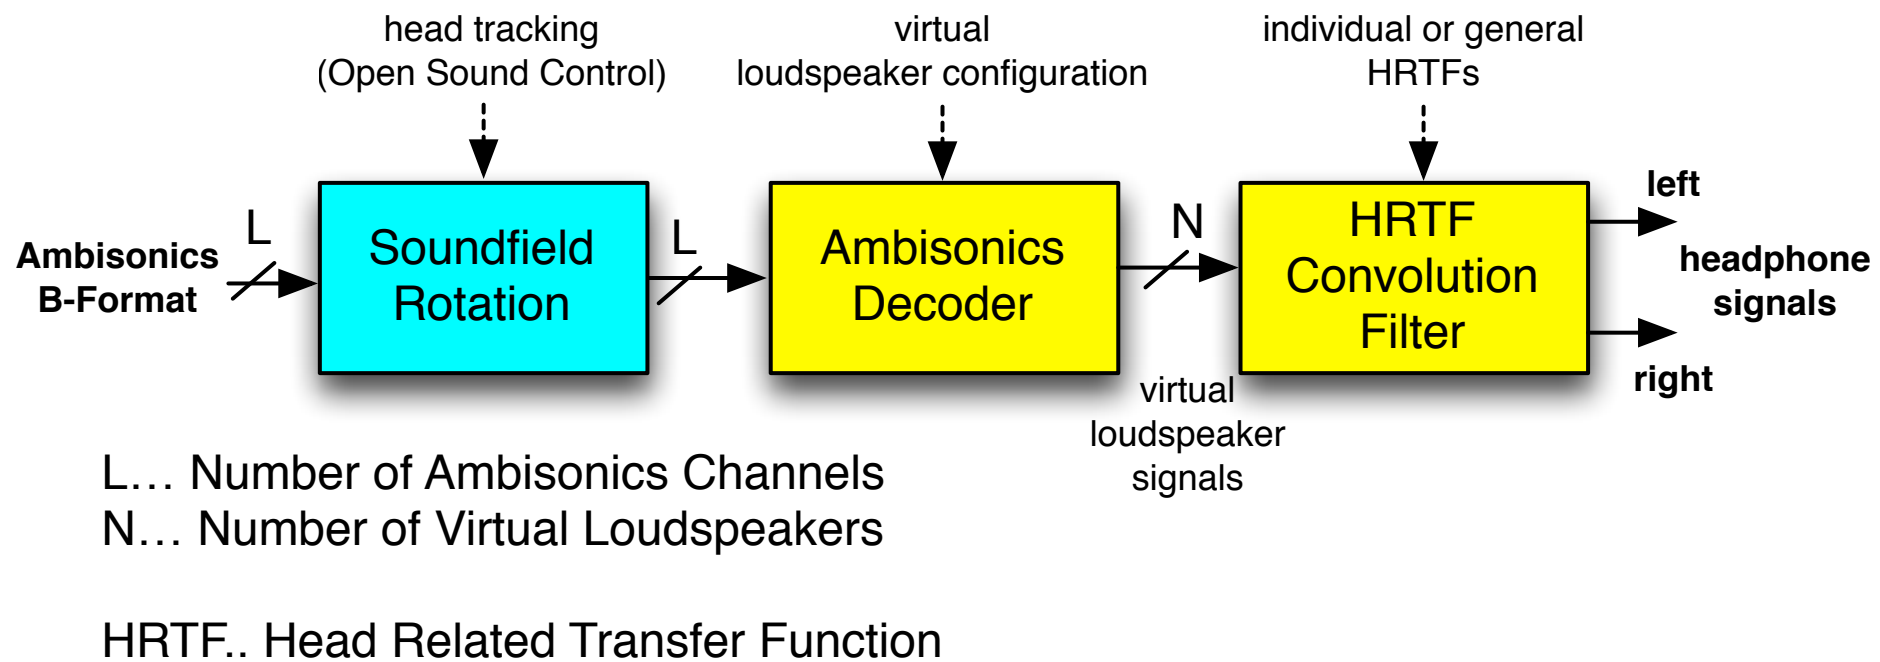 head tracking
(Open Sound Control)
virtual
loudspeaker configuration
individual or general
HRTFs
Ambisonics
B-Format
L
Soundfield
Rotation
L
Ambisonics
Decoder
N
virtual
loudspeaker
signals
HRTF
Convolution
Filter
left
headphone
signals
right
L... Number of Ambisonics Channels
N... Number of Virtual Loudspeakers
HRTF.. Head Related Transfer Function